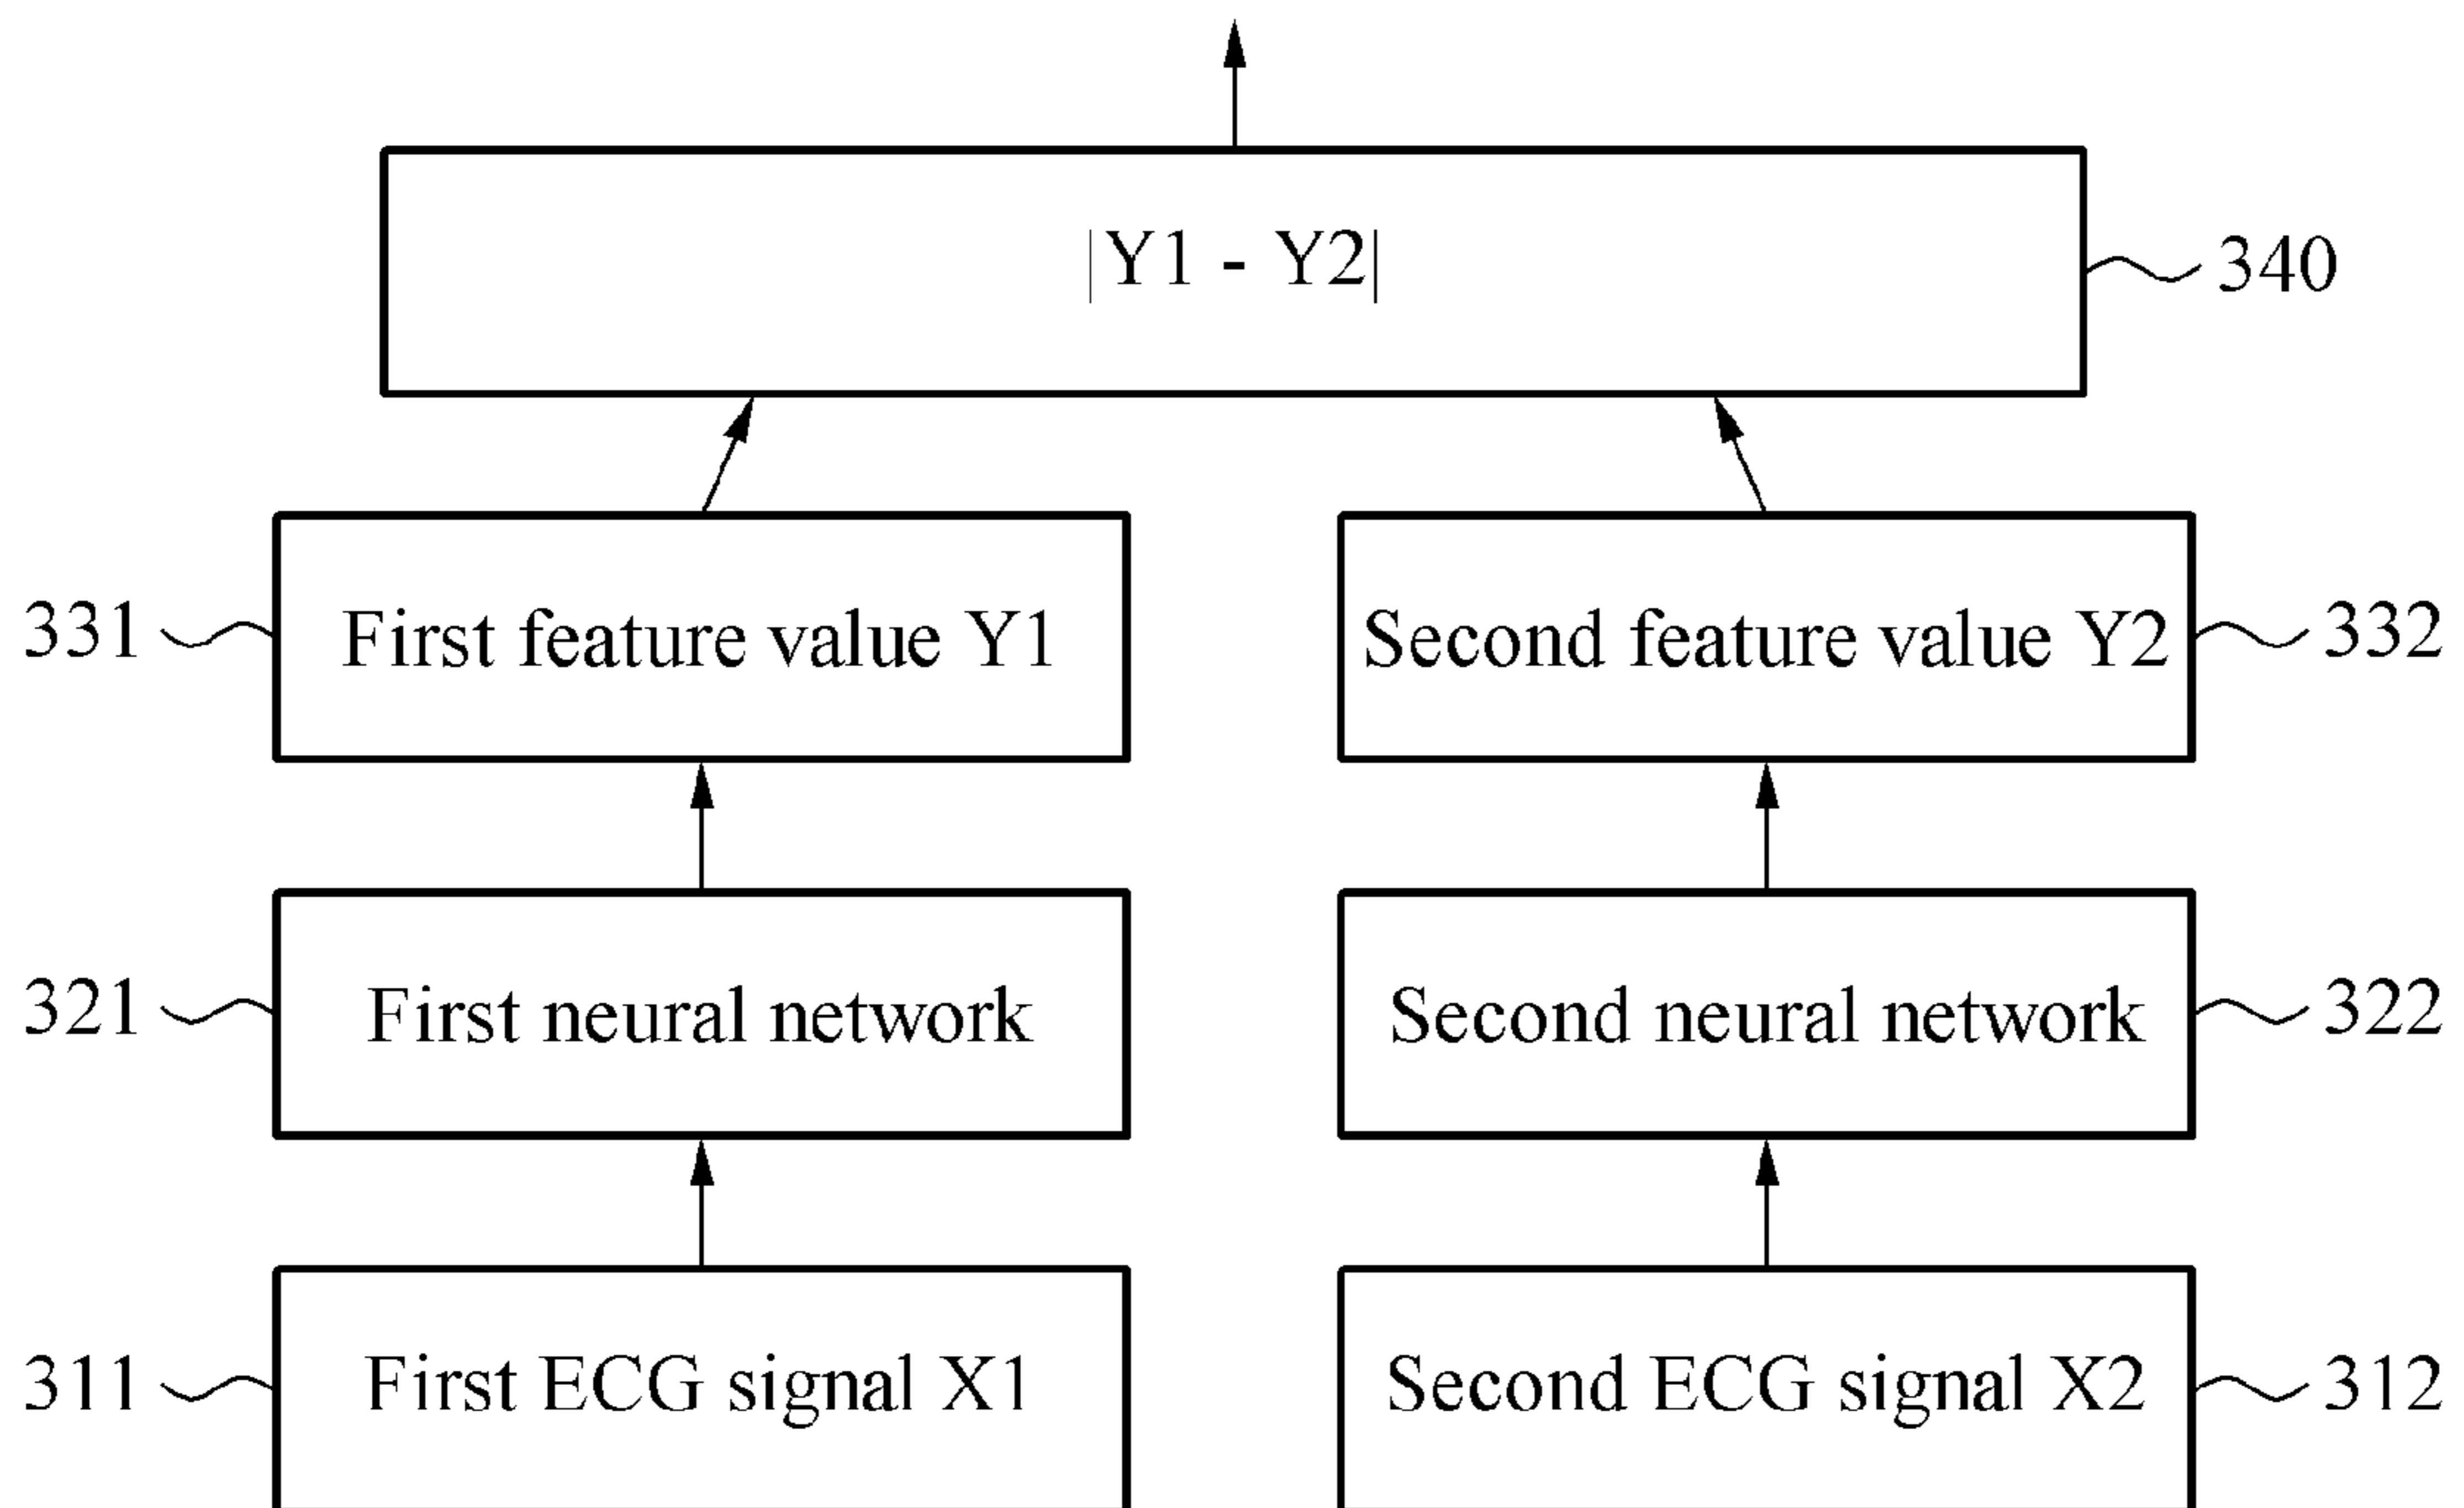 |Y1 - Y2|
340
331
First feature value Y1
Second feature value Y2
332
321
First neural network
Second neural network
322
311
First ECG signal X1
Second ECG signal X2
312